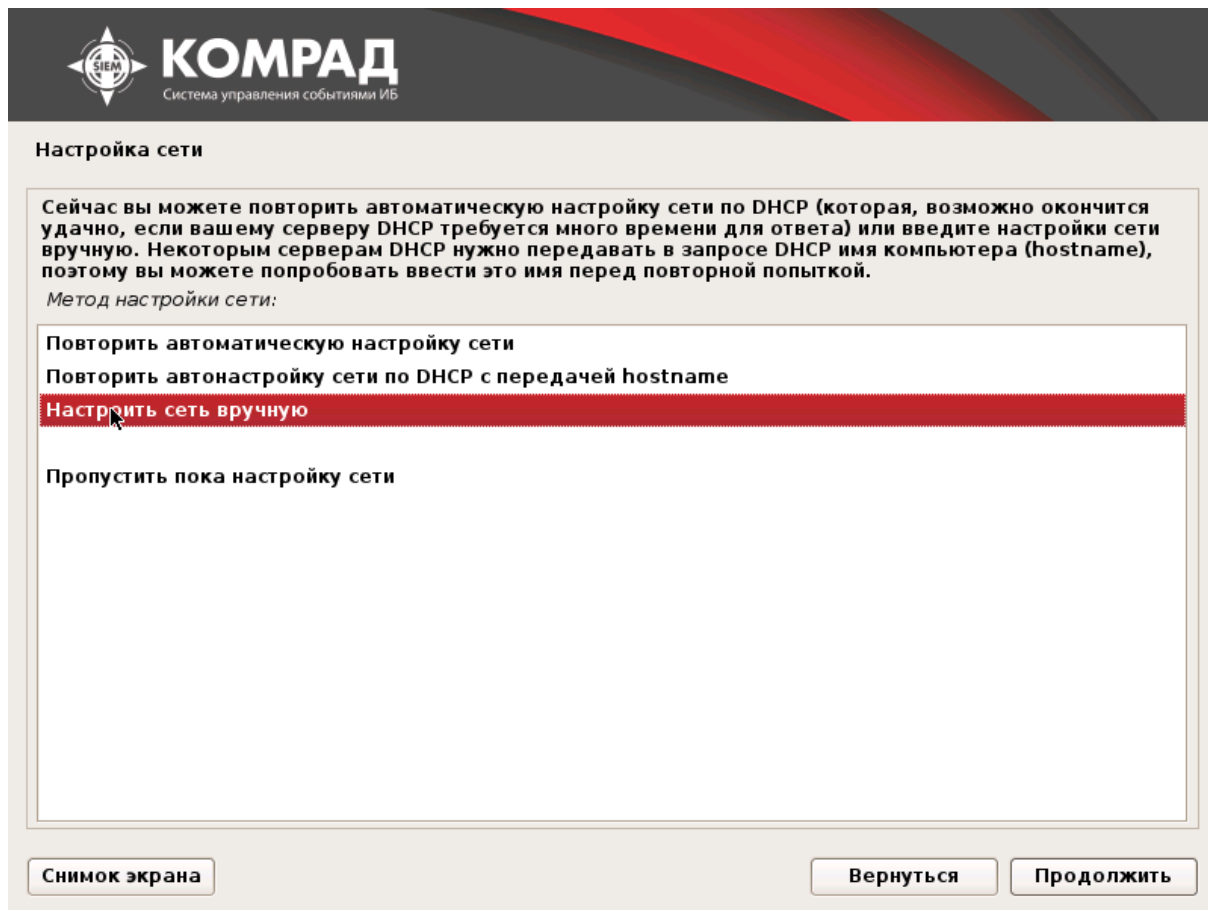 SIEM
КОМРАД
Система управления событиями ИБ
Настройка сети
Сейчас вы можете повторить автоматическую настройку сети по DHCP (которая, возможно окончится
удачно, если вашему серверу DHCP требуется много времени для ответа) или введите настройки сети
вручную. Некоторым серверам DHCP нужно передавать в запросе DHCP имя компьютера (hostname),
поэтому вы можете попробовать ввести это имя перед повторной попыткой.
Метод настройки сети:
Повторить автоматическую настройку сети
Повторить автонастройку сети по DHCP с передачей hostname
Настроить сеть вручную
Пропустить пока настройку сети
Снимок экрана
Вернуться
Продолжить